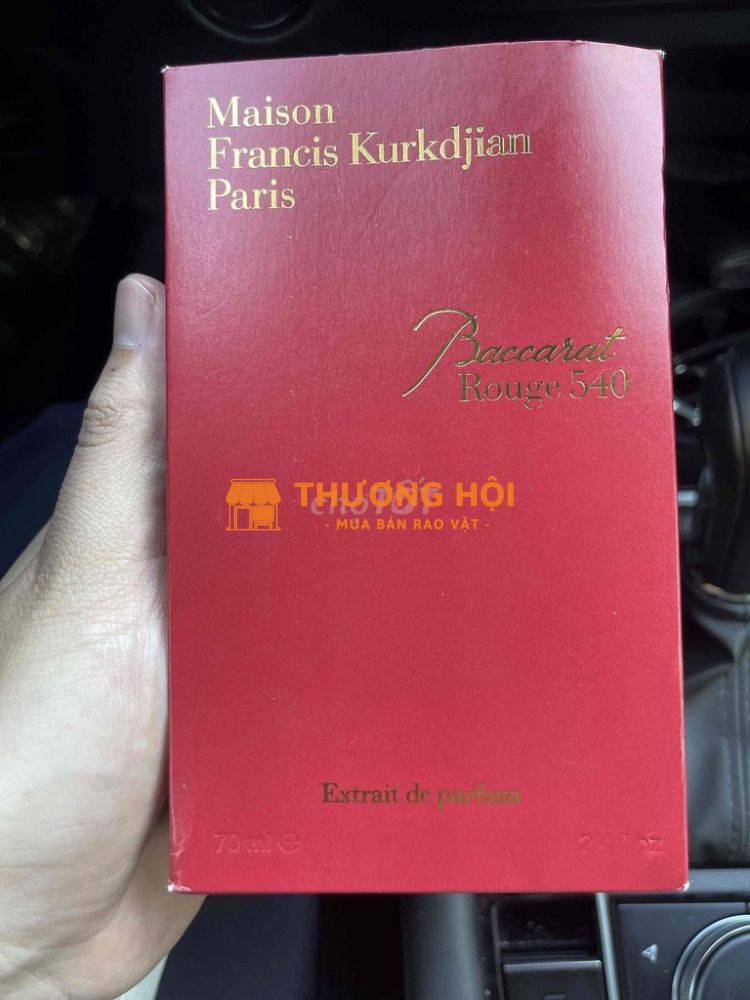 Maison
Francis Kurkdjian
Paris
Baccarat
Rouge 540
THƯƠNG HỘI
- MUA BÁN RAO VẶT -
Extrait de parfum
70 ml e